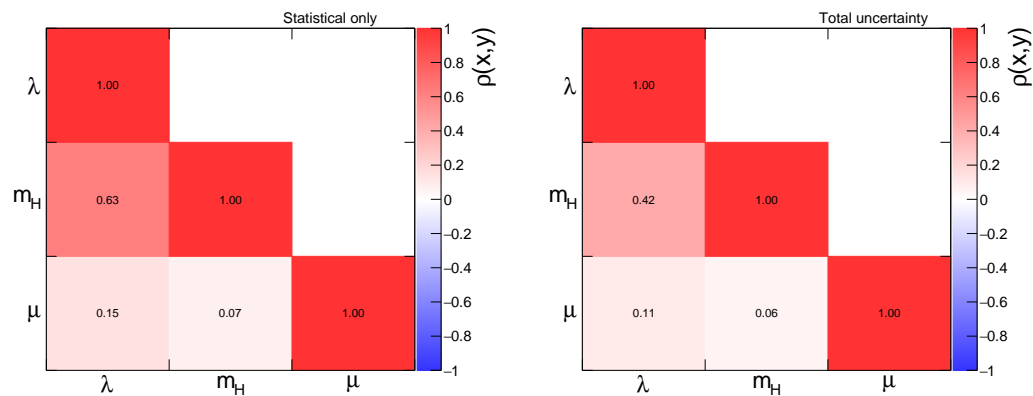 Statistical only
λ
m_H
μ
1.00
0.63
1.00
0.15
0.07
1.00
λ
m_H
μ
1
0.8
0.6
0.4
0.2
0
−0.2
−0.4
−0.6
−0.8
−1
ρ(x,y)
Total uncertainty
λ
m_H
μ
1.00
0.42
1.00
0.11
0.06
1.00
λ
m_H
μ
1
0.8
0.6
0.4
0.2
0
−0.2
−0.4
−0.6
−0.8
−1
ρ(x,y)